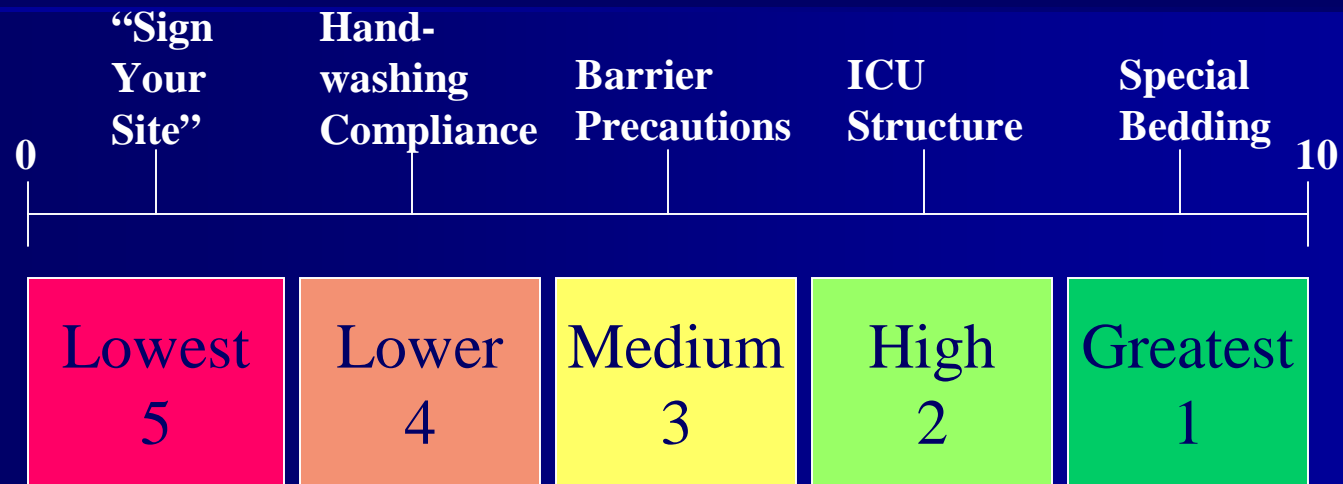 “Sign
Your
Site”
Hand-
washing
Compliance
Barrier
Precautions
ICU
Structure
Special
Bedding
0
10
Lowest
5
Lower
4
Medium
3
High
2
Greatest
1